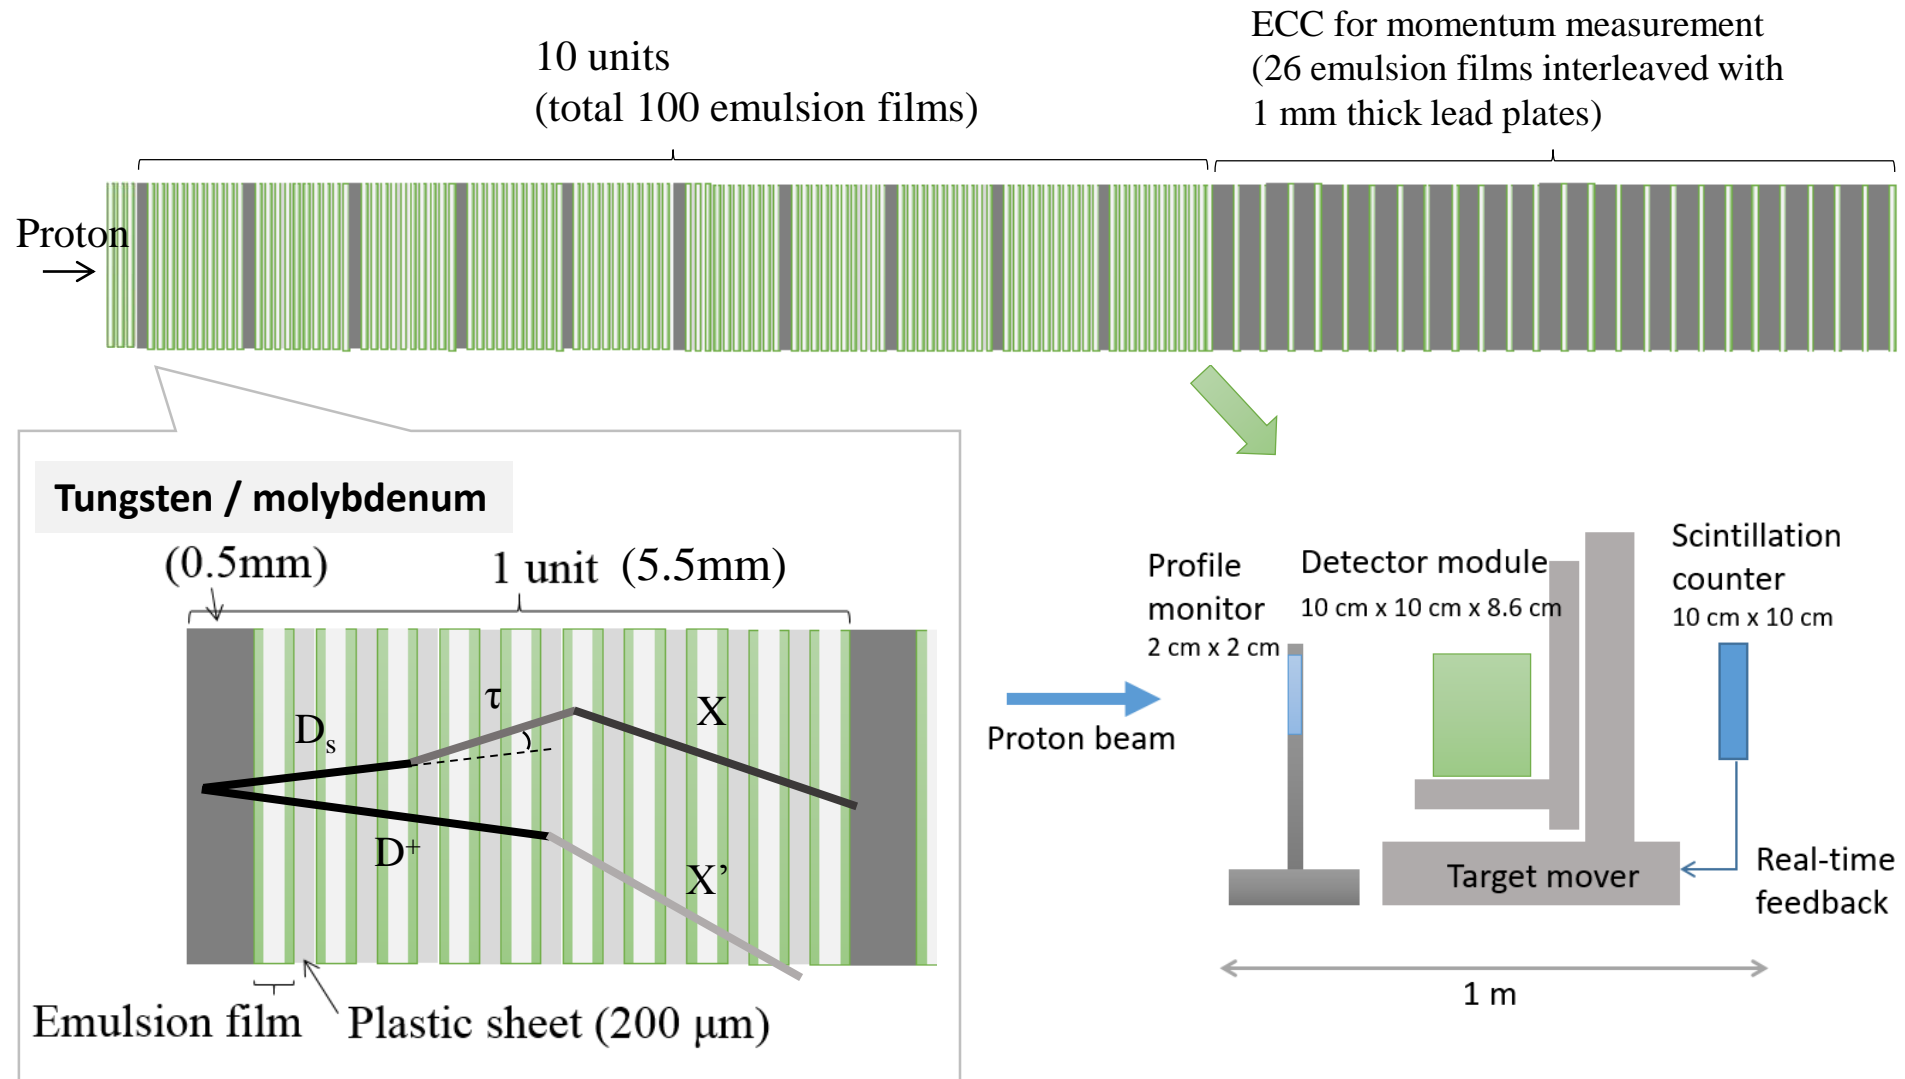 10 units
(total 100 emulsion films)
ECC for momentum measurement
(26 emulsion films interleaved with
1 mm thick lead plates)
Proton
Tungsten / molybdenum
(0.5mm)
1 unit (5.5mm)
D_s
τ
X
D⁺
X’
Emulsion film
Plastic sheet (200 μm)
Proton beam
Profile
monitor
2 cm x 2 cm
Detector module
10 cm x 10 cm x 8.6 cm
Scintillation
counter
10 cm x 10 cm
Target mover
Real-time
feedback
1 m